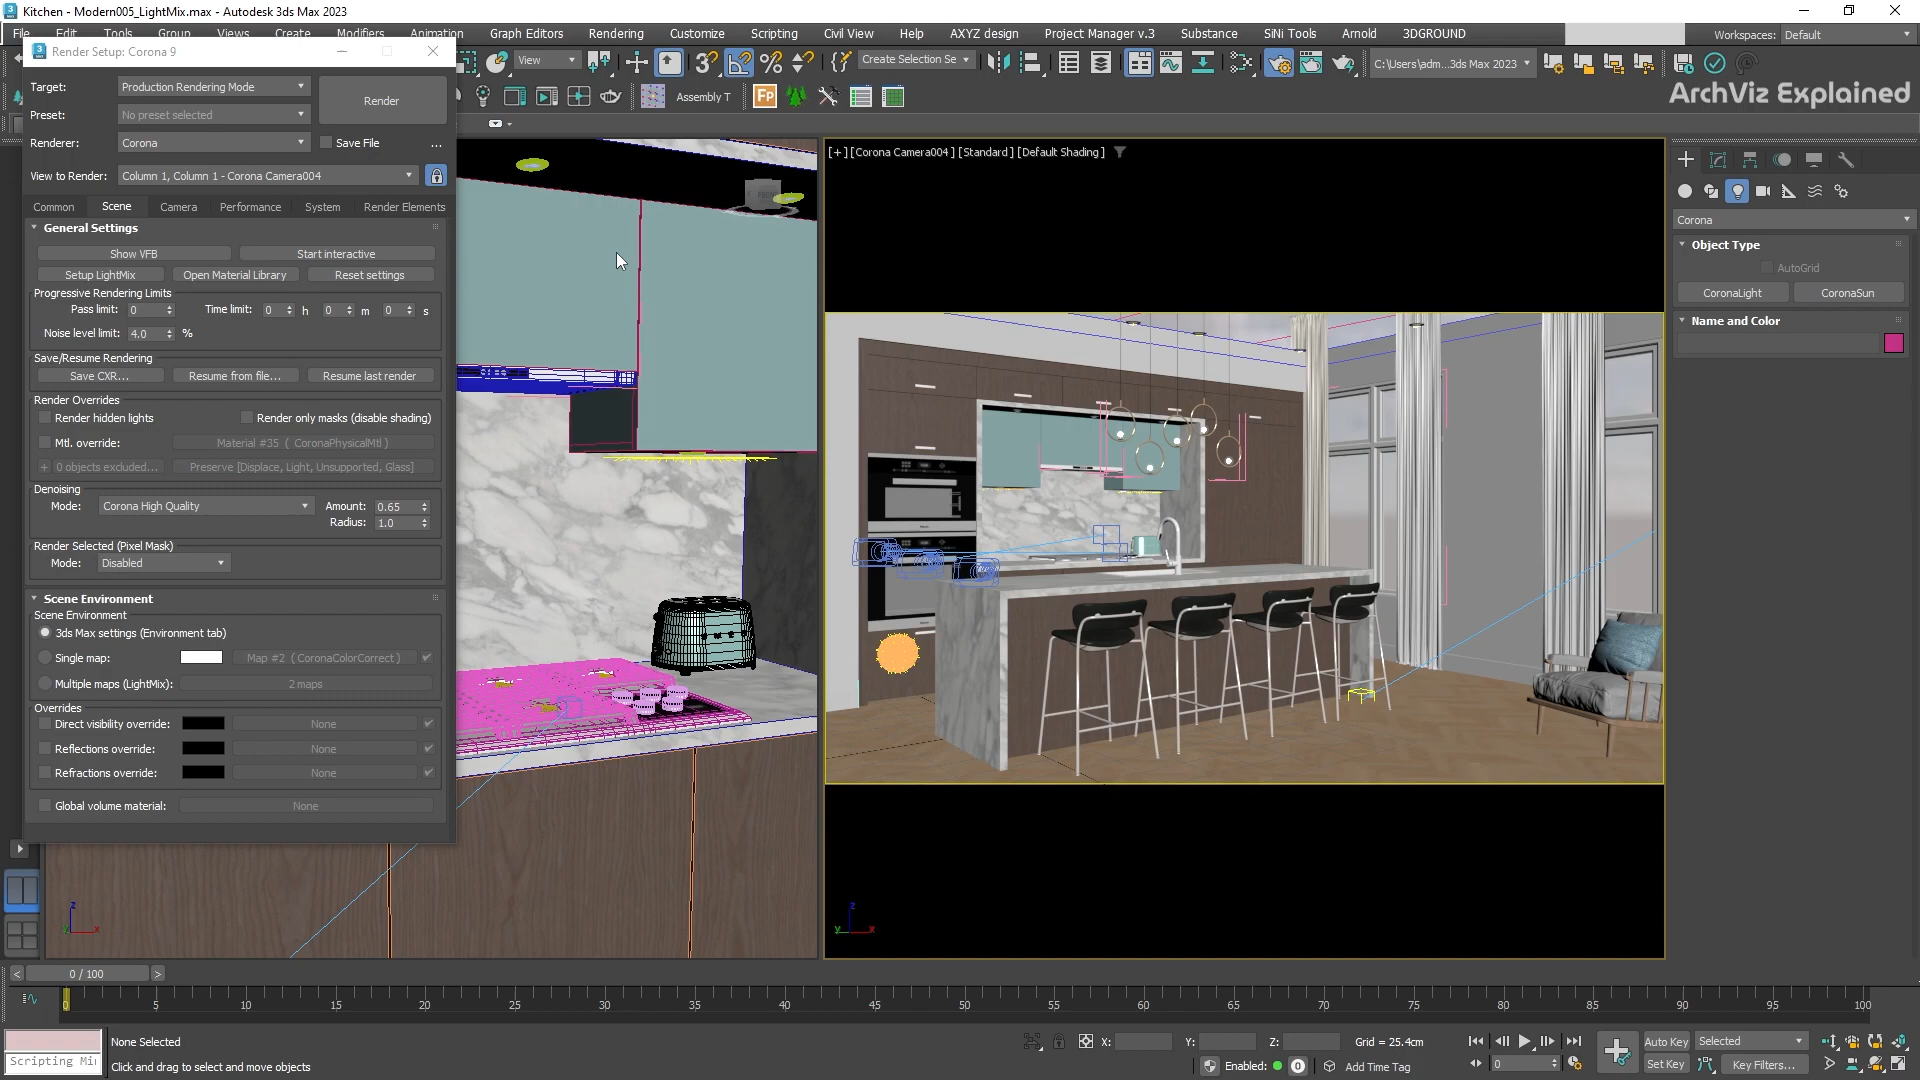 Kitchen - Modern005_LightMix.max - Autodesk 3ds Max 2023
Edit Tools Group Views Create Modifiers Animation Graph Editors Rendering Customize Scripting Civil View Help AXYZ design Project Manager v.3 Substance SiNi Tools Arnold 3DGROUND
Workspaces: Default
Render Setup: Corona 9
View
Create Selection Se
C:\Users\adm...3ds Max 2023
Target: Production Rendering Mode
Render
Assembly T
Fp
ArchViz Explained
Preset: No preset selected
Renderer: Corona
Save File
...
View to Render: Column 1, Column 1 - Corona Camera004
Common Scene Camera Performance System Render Elements
General Settings
Show VFB Start interactive
Setup LightMix Open Material Library Reset settings
Progressive Rendering Limits
Pass limit: 0 Time limit: 0 h 0 m 0 s
Noise level limit: 4.0 %
Save/Resume Rendering
Save CXR... Resume from file... Resume last render
Render Overrides
Render hidden lights Render only masks (disable shading)
Mtl. override: Material #35 ( CoronaPhysicalMtl )
+ 0 objects excluded... Preserve [Displace, Light, Unsupported, Glass]
Denoising
Mode: Corona High Quality Amount: 0.65
Radius: 1.0
Render Selected (Pixel Mask)
Mode: Disabled
Scene Environment
Scene Environment
3ds Max settings (Environment tab)
Single map: Map #2 ( CoronaColorCorrect )
Multiple maps (LightMix): 2 maps
Overrides
Direct visibility override: None
Reflections override: None
Refractions override: None
Global volume material: None
[+] [Corona Camera004 ] [Standard ] [Default Shading ]
Corona
Object Type
AutoGrid
CoronaLight CoronaSun
Name and Color
z
x
z
y x
< 0 / 100 >
0 5 10 15 20 25 30 35 40 45 50 55 60 65 70 75 80 85 90 95 100
None Selected
Scripting Mi
Click and drag to select and move objects
X: Y: Z: Grid = 25.4cm
Enabled: 0 Add Time Tag
0
Auto Key Selected
Set Key Key Filters...